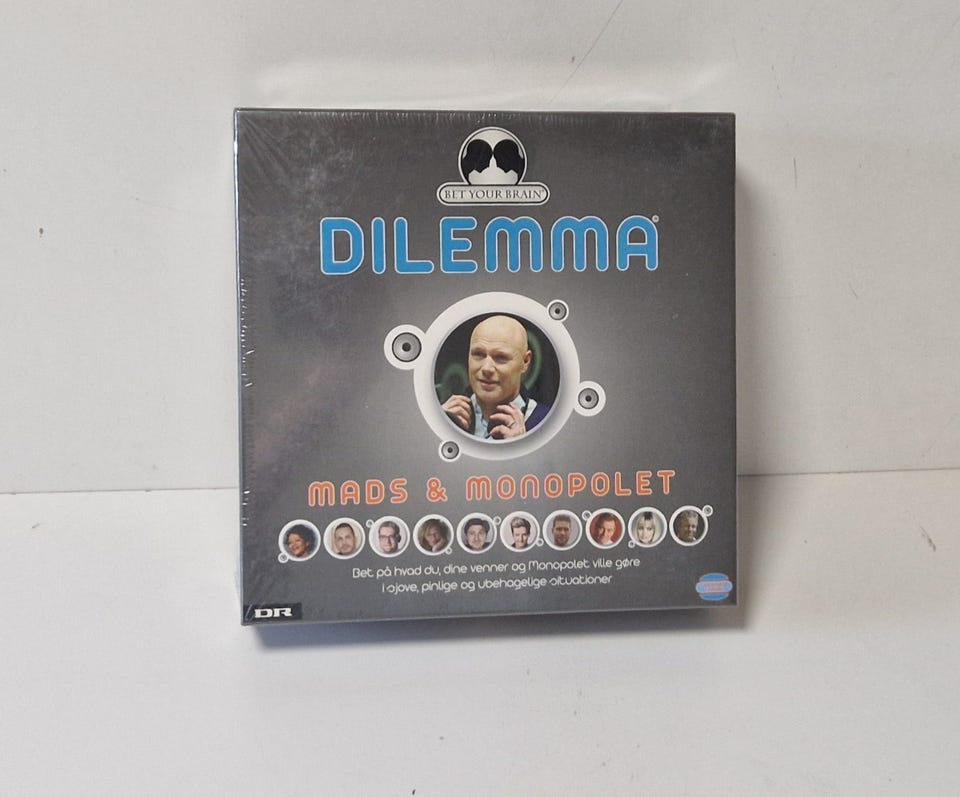 BET YOUR BRAIN
DILEMMA
MADS & MONOPOLET
Bet på hvad du, dine venner og Monopolet ville gøre
i sjove, pinlige og ubehagelige situationer
DR